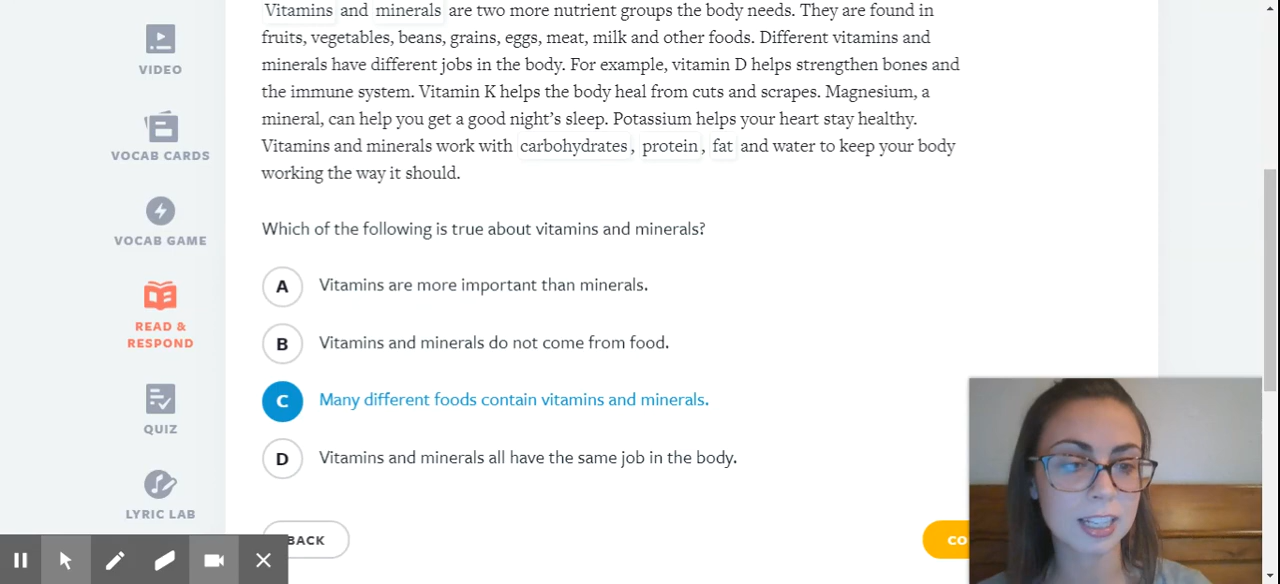 Vitamins and minerals are two more nutrient groups the body needs. They are found in
fruits, vegetables, beans, grains, eggs, meat, milk and other foods. Different vitamins and
minerals have different jobs in the body. For example, vitamin D helps strengthen bones and
the immune system. Vitamin K helps the body heal from cuts and scrapes. Magnesium, a
mineral, can help you get a good night's sleep. Potassium helps your heart stay healthy.
Vitamins and minerals work with carbohydrates, protein, fat and water to keep your body
working the way it should.
Which of the following is true about vitamins and minerals?
A Vitamins are more important than minerals.
B Vitamins and minerals do not come from food.
C Many different foods contain vitamins and minerals.
D Vitamins and minerals all have the same job in the body.
BACK
CO
VIDEO
VOCAB CARDS
VOCAB GAME
READ &
RESPOND
QUIZ
LYRIC LAB